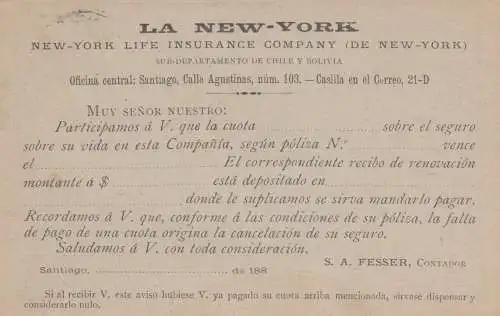 LA NEW-YORK
NEW-YORK LIFE INSURANCE COMPANY (DE NEW-YORK)
SUB-DEPARTAMENTO DE CHILE Y BOLIVIA
Oficina central: Santiago, Calle Agustinas, núm. 103. — Casilla en el Correo, 21-D
MUY SEÑOR NUESTRO:
Participamos á V. que la cuota .......... sobre el seguro
sobre su vida en esta Compañía, según póliza N.º .......... vence
el .......... El correspondiente recibo de renovación
montante á $ .......... está depositado en ..........
.......... donde le suplicamos se sirva mandarlo pagar.
Recordamos á V. que, conforme á las condiciones de su póliza, la falta
de pago de una cuota origina la cancelación de su seguro.
Saludamos á V. con toda consideración.
S. A. FESSER, CONTADOR
Santiago, .......... de 188
Si al recibir V. este aviso hubiese V. ya pagado su cuota arriba mencionada, sírvase dispensar y
considerarlo nulo.